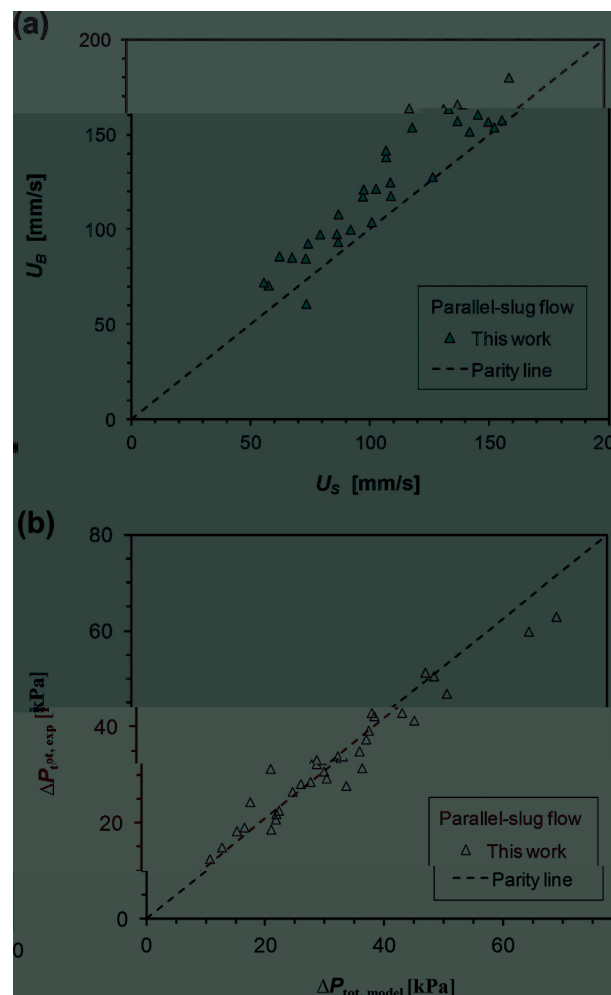 (a)
200
150
100
50
0
U_B [mm/s]
Parallel-slug flow
This work
Parity line
0 50 100 150 20
U_S [mm/s]
(b)
80
60
40
20
0
ΔP_tot, exp [kPa]
Parallel-slug flow
This work
Parity line
0
0 20 40 60
ΔP_tot, model [kPa]